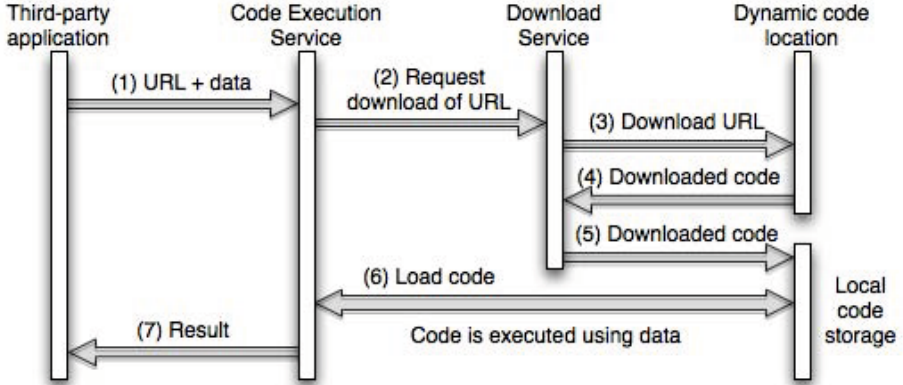 Third-party
application
Code Execution
Service
Download
Service
Dynamic code
location
(1) URL + data
(2) Request
download of URL
(3) Download URL
(4) Downloaded code
(5) Downloaded code
(6) Load code
Code is executed using data
Local
code
storage
(7) Result